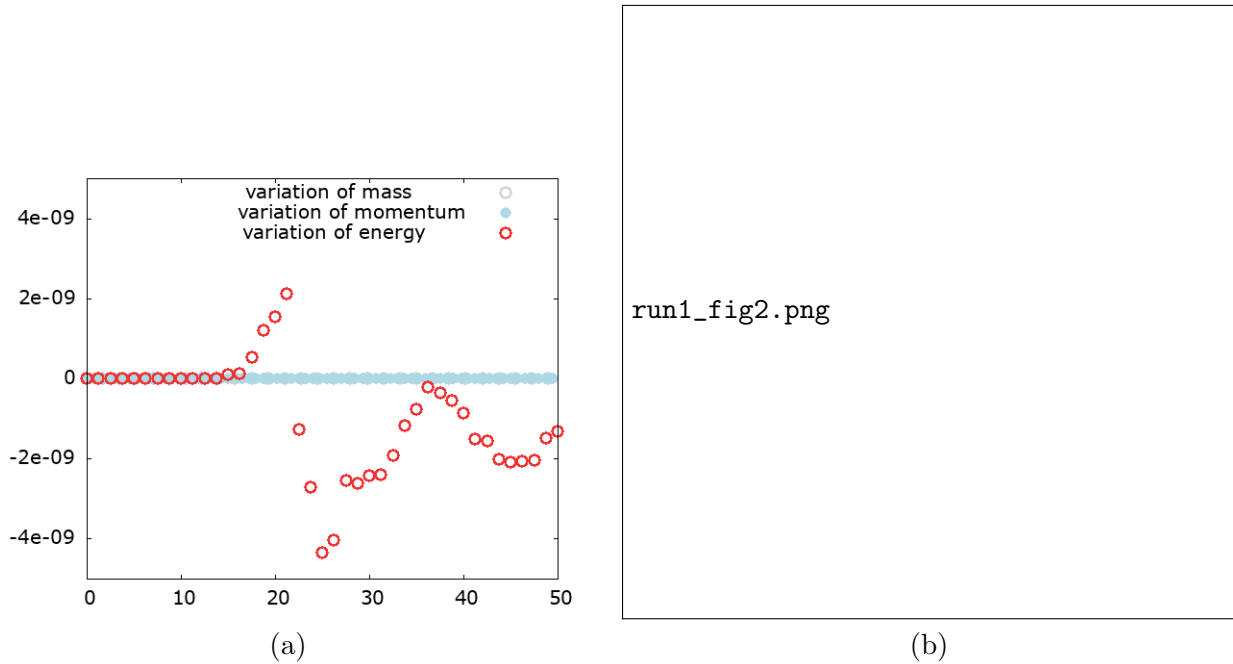 variation of mass
variation of momentum
variation of energy
4e-09
2e-09
0
-2e-09
-4e-09
0 10 20 30 40 50
run1_fig2.png
(a) (b)